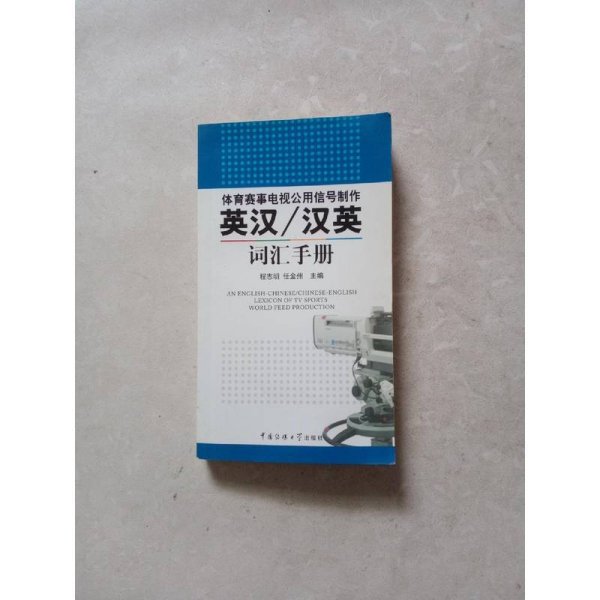 体育赛事电视公用信号制作
英汉/汉英
词汇手册
程志明 任金州 主编
AN ENGLISH-CHINESE/CHINESE-ENGLISH
LEXICON OF TV SPORTS
WORLD FEED PRODUCTION
中国传媒大学出版社